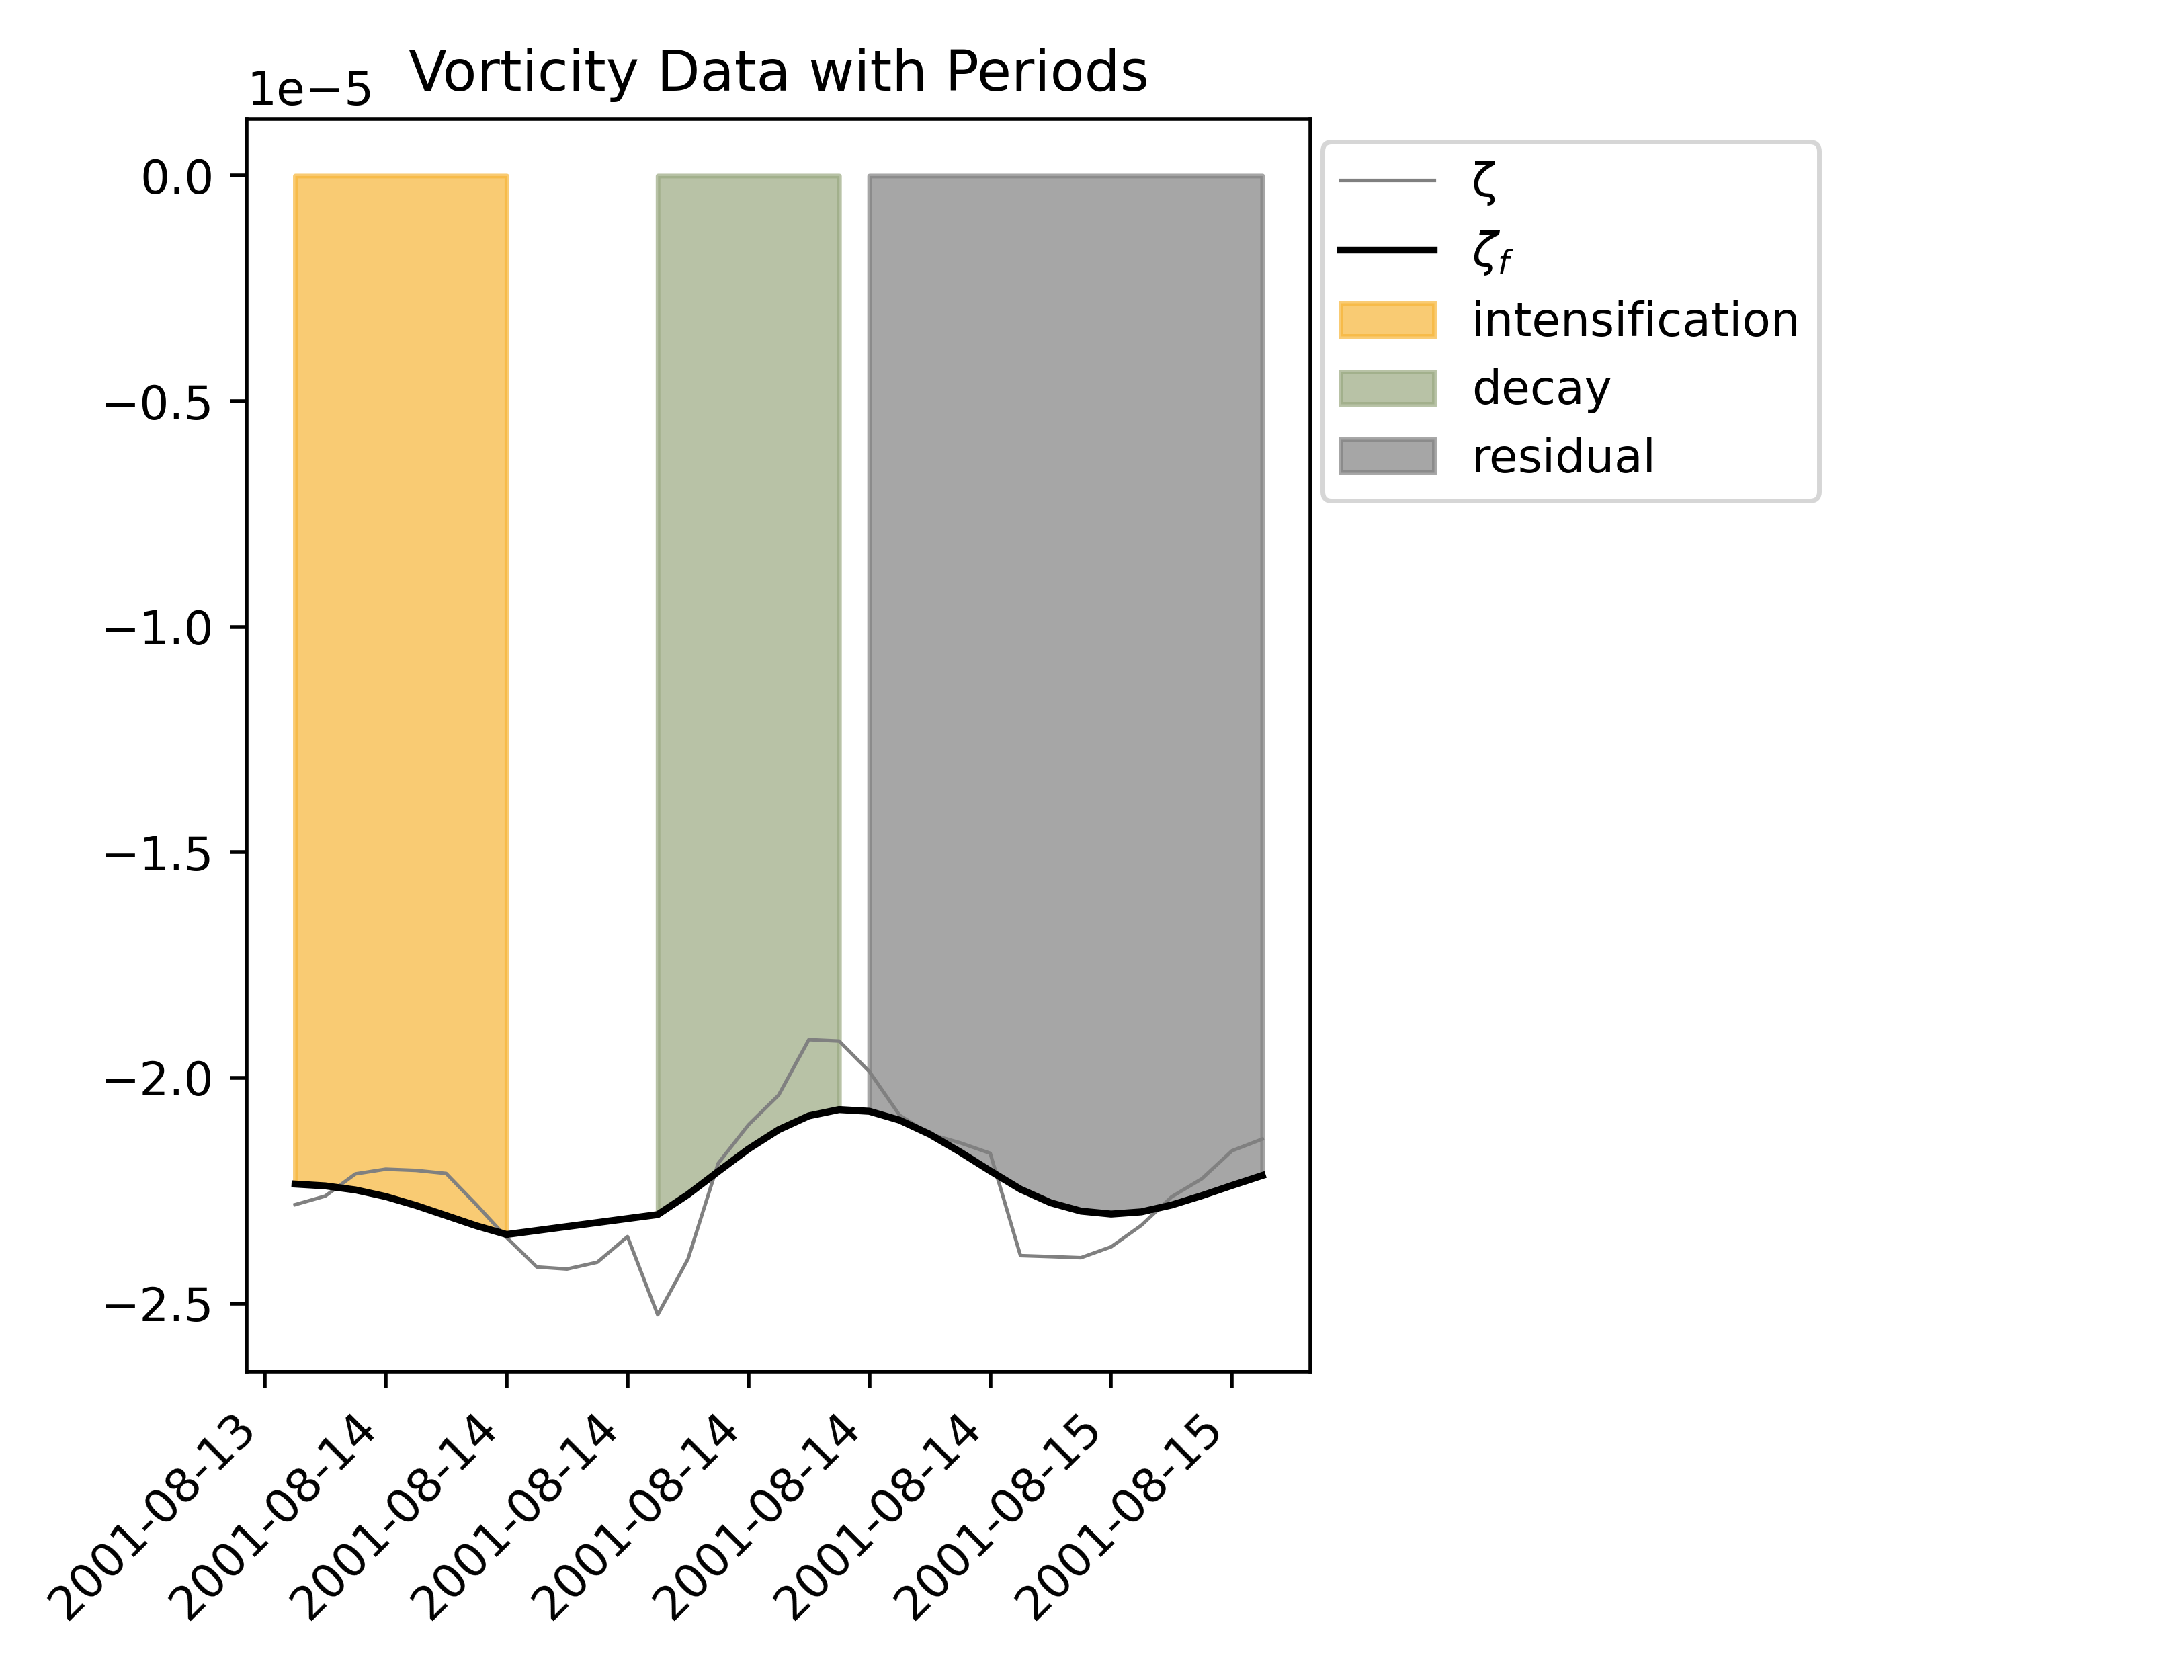 Vorticity Data with Periods
1e−5
0.0
−0.5
−1.0
−1.5
−2.0
−2.5
2001-08-13
2001-08-14
2001-08-14
2001-08-14
2001-08-14
2001-08-14
2001-08-14
2001-08-15
2001-08-15
ζ
ζf
intensification
decay
residual